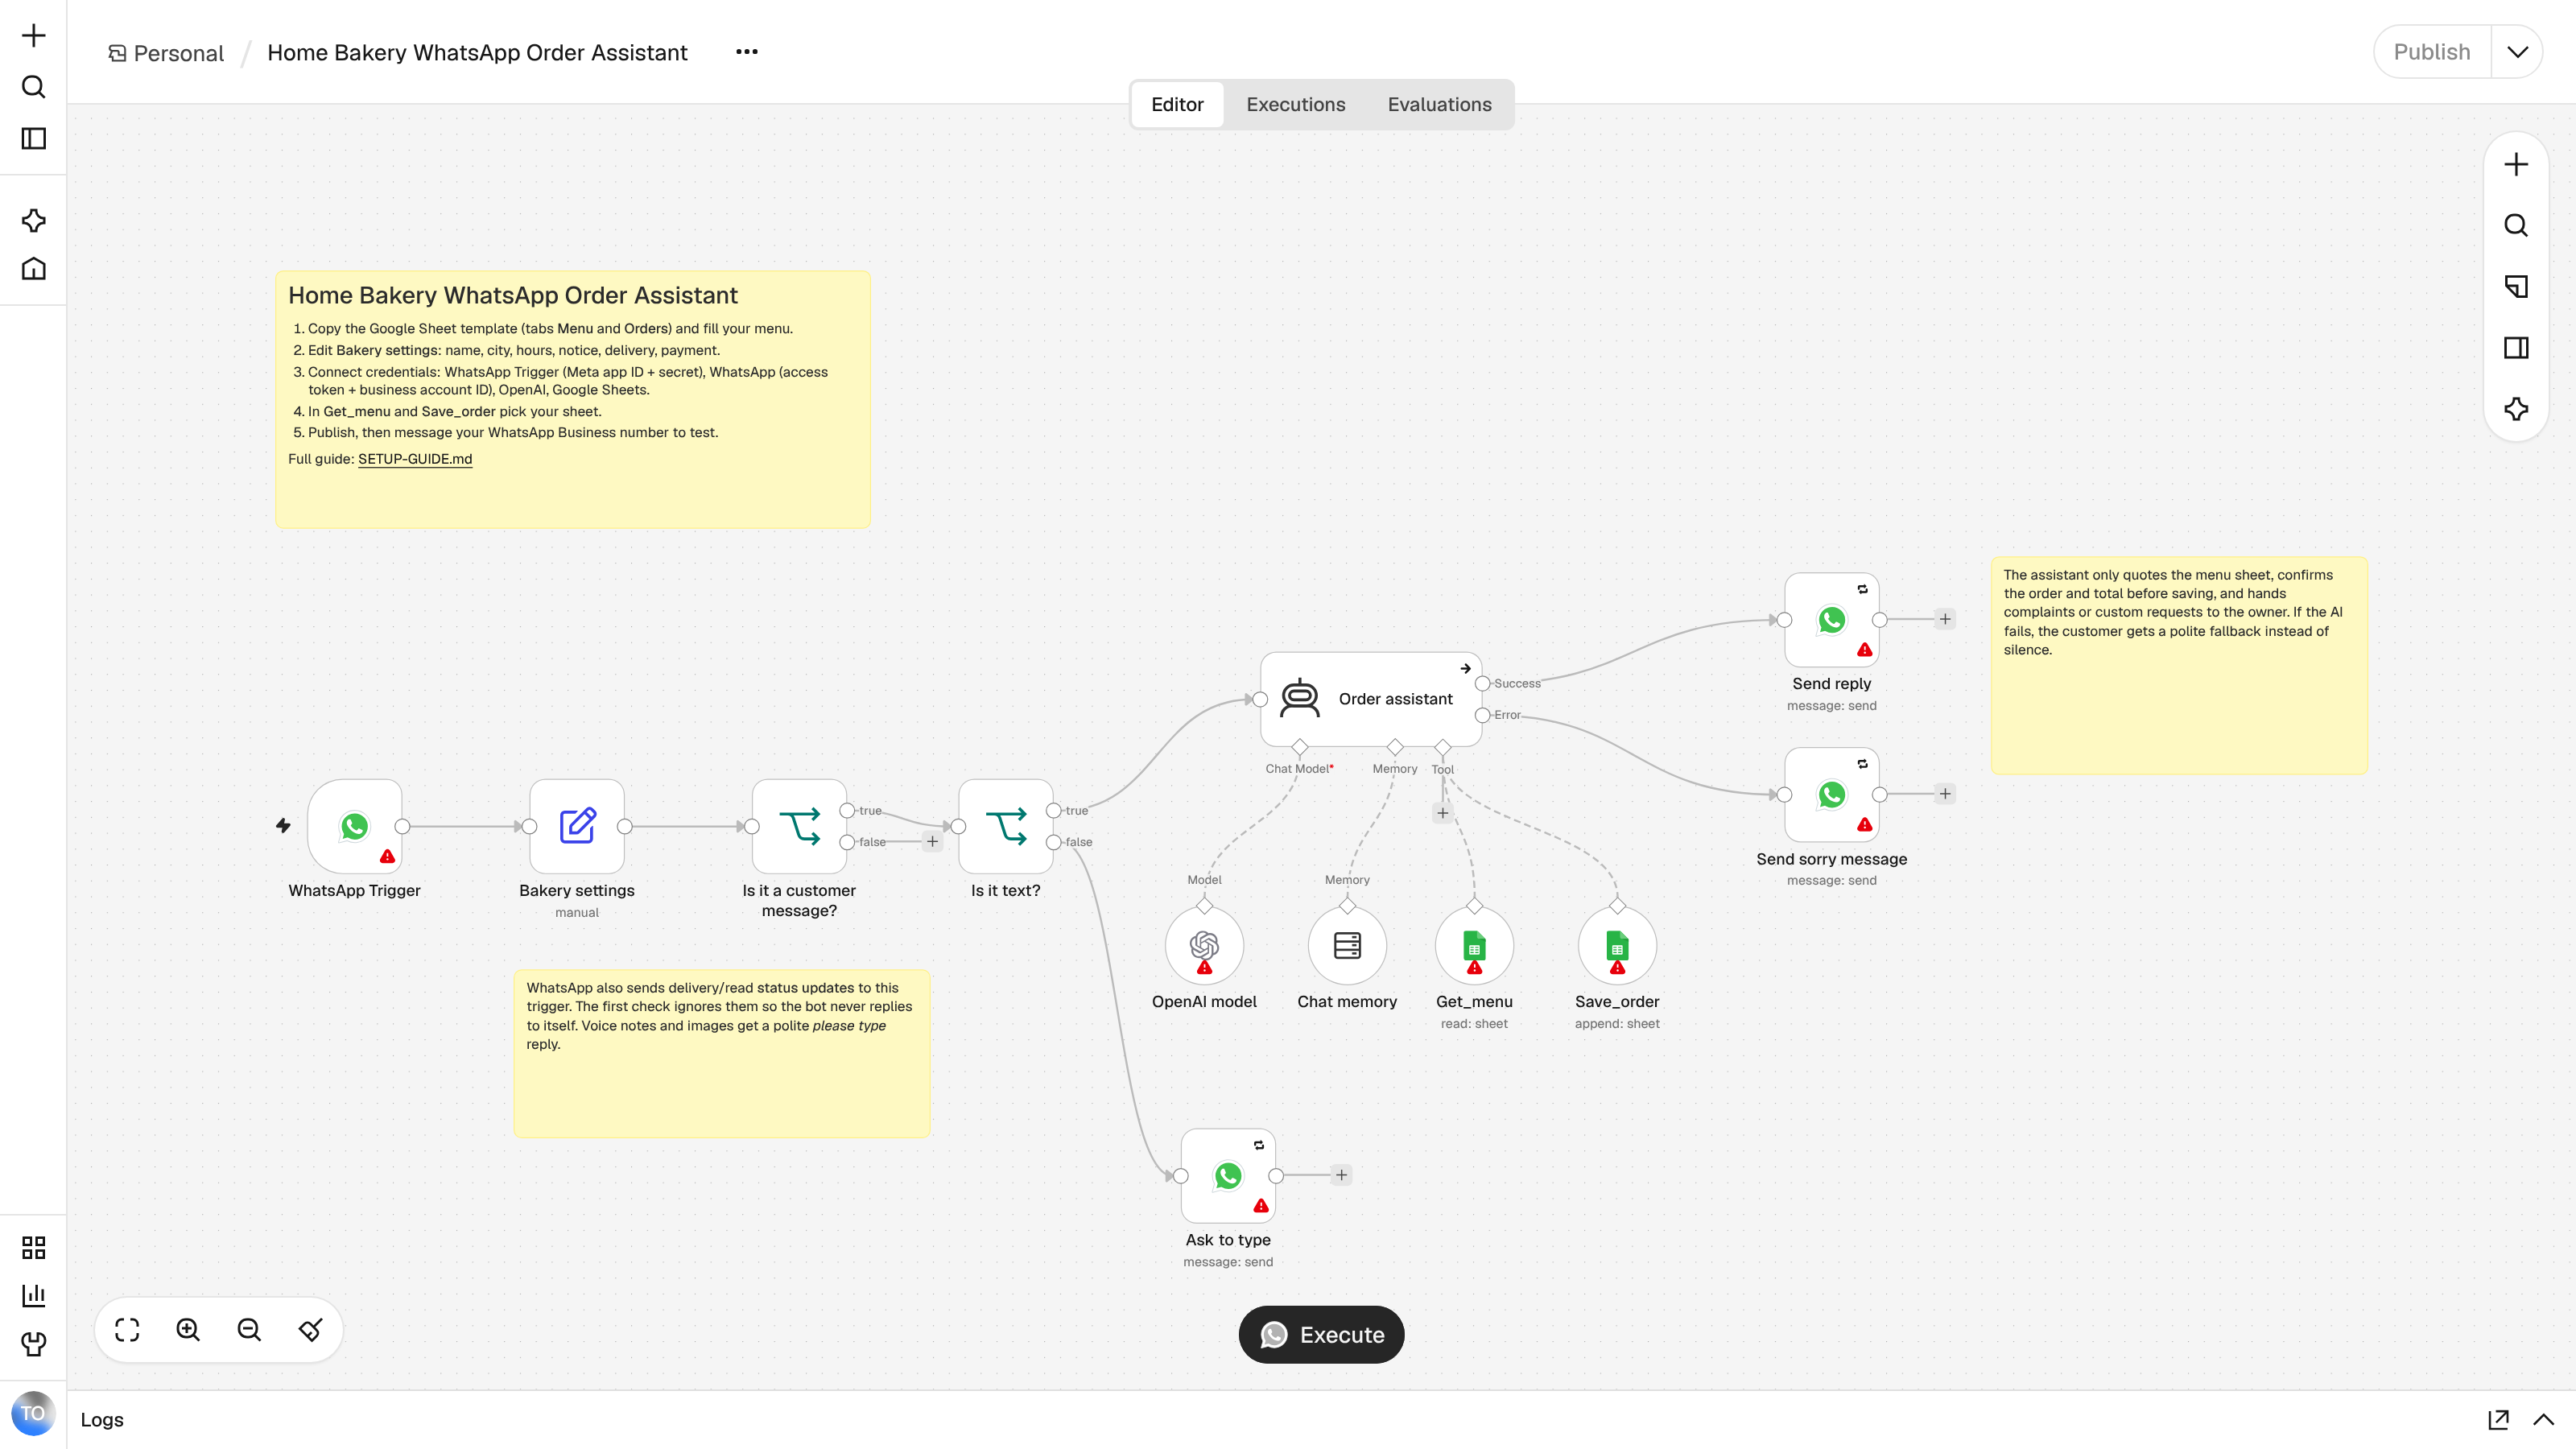 Personal / Home Bakery WhatsApp Order Assistant
Publish
Editor Executions Evaluations
Home Bakery WhatsApp Order Assistant
1. Copy the Google Sheet template (tabs Menu and Orders) and fill your menu.
2. Edit Bakery settings: name, city, hours, notice, delivery, payment.
3. Connect credentials: WhatsApp Trigger (Meta app ID + secret), WhatsApp (access
token + business account ID), OpenAI, Google Sheets.
4. In Get_menu and Save_order pick your sheet.
5. Publish, then message your WhatsApp Business number to test.
Full guide: SETUP-GUIDE.md
The assistant only quotes the menu sheet, confirms
the order and total before saving, and hands
complaints or custom requests to the owner. If the AI
fails, the customer gets a polite fallback instead of
silence.
Send reply
message: send
Order assistant
Success
Error
Chat Model*
Memory
Tool
Send sorry message
message: send
WhatsApp Trigger
Bakery settings
manual
true
false
Is it a customer
message?
true
false
Is it text?
Model
Memory
OpenAI model
Chat memory
Get_menu
read: sheet
Save_order
append: sheet
WhatsApp also sends delivery/read status updates to this
trigger. The first check ignores them so the bot never replies
to itself. Voice notes and images get a polite please type
reply.
Ask to type
message: send
Execute
TO
Logs